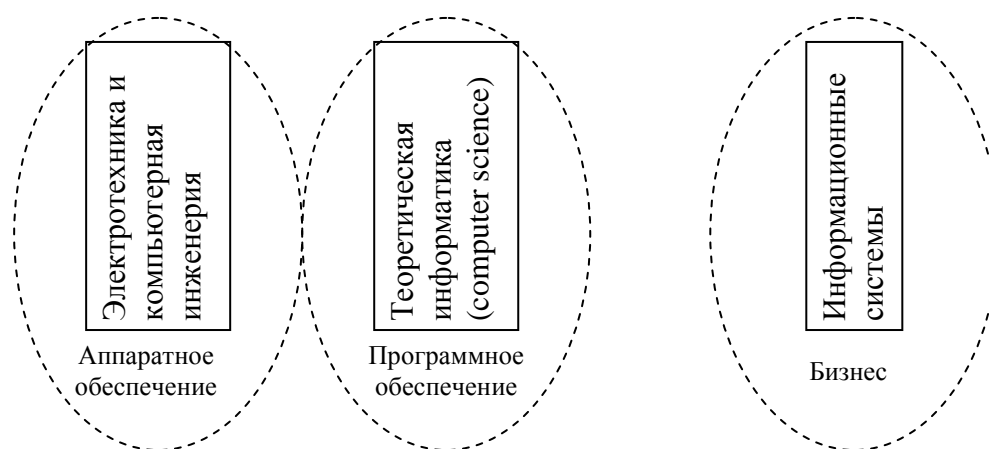 Электротехника и
компьютерная
инженерия
Аппаратное
обеспечение
Теоретическая
информатика
(computer science)
Программное
обеспечение
Информационные
системы
Бизнес